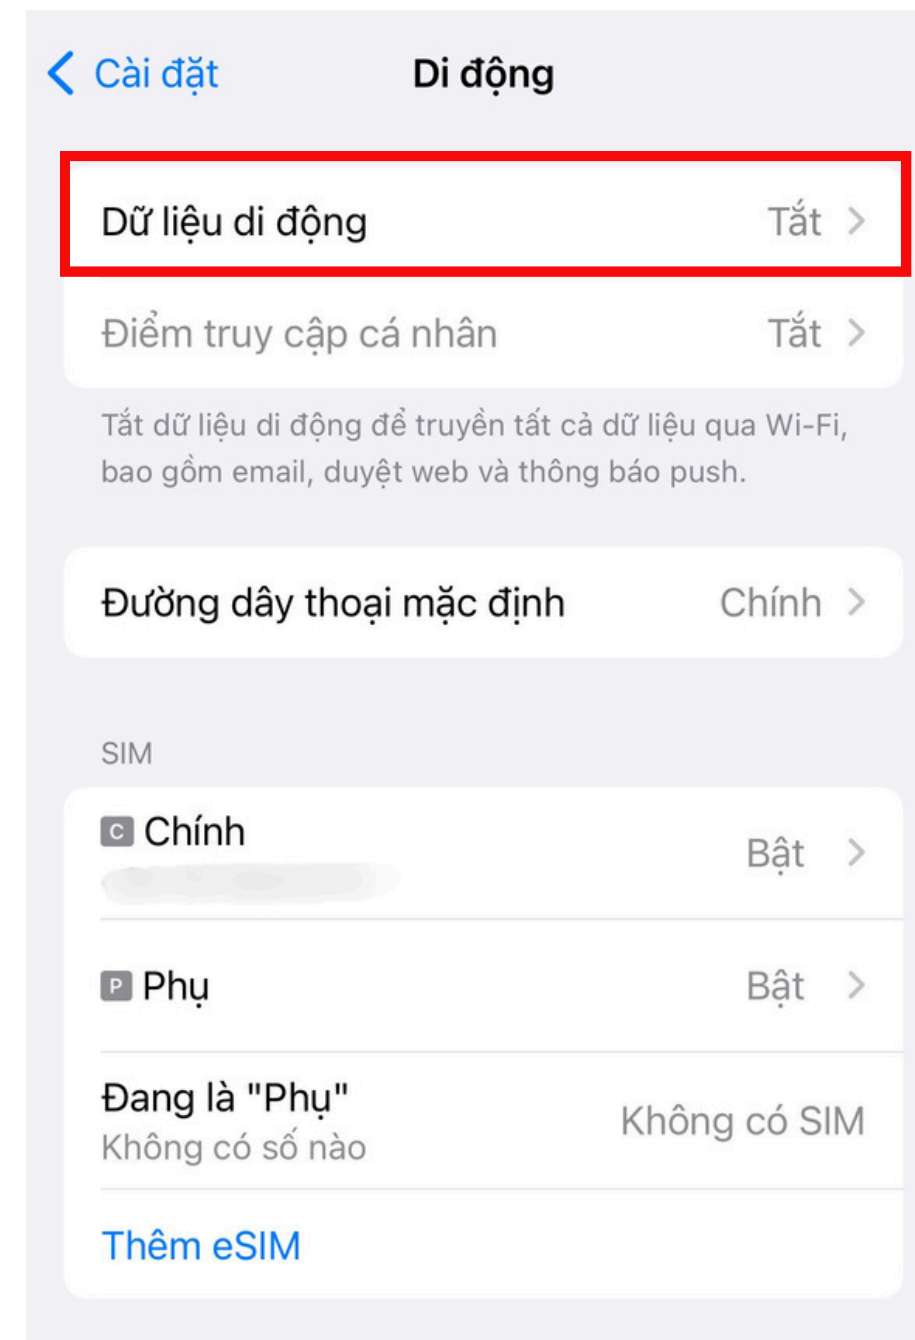 Cài đặt
Di động
Dữ liệu di động
Tắt
Điểm truy cập cá nhân
Tắt
Tắt dữ liệu di động để truyền tất cả dữ liệu qua Wi-Fi,
bao gồm email, duyệt web và thông báo push.
Đường dây thoại mặc định
Chính
SIM
C Chính
Bật
P Phụ
Bật
Đang là "Phụ"
Không có số nào
Không có SIM
Thêm eSIM